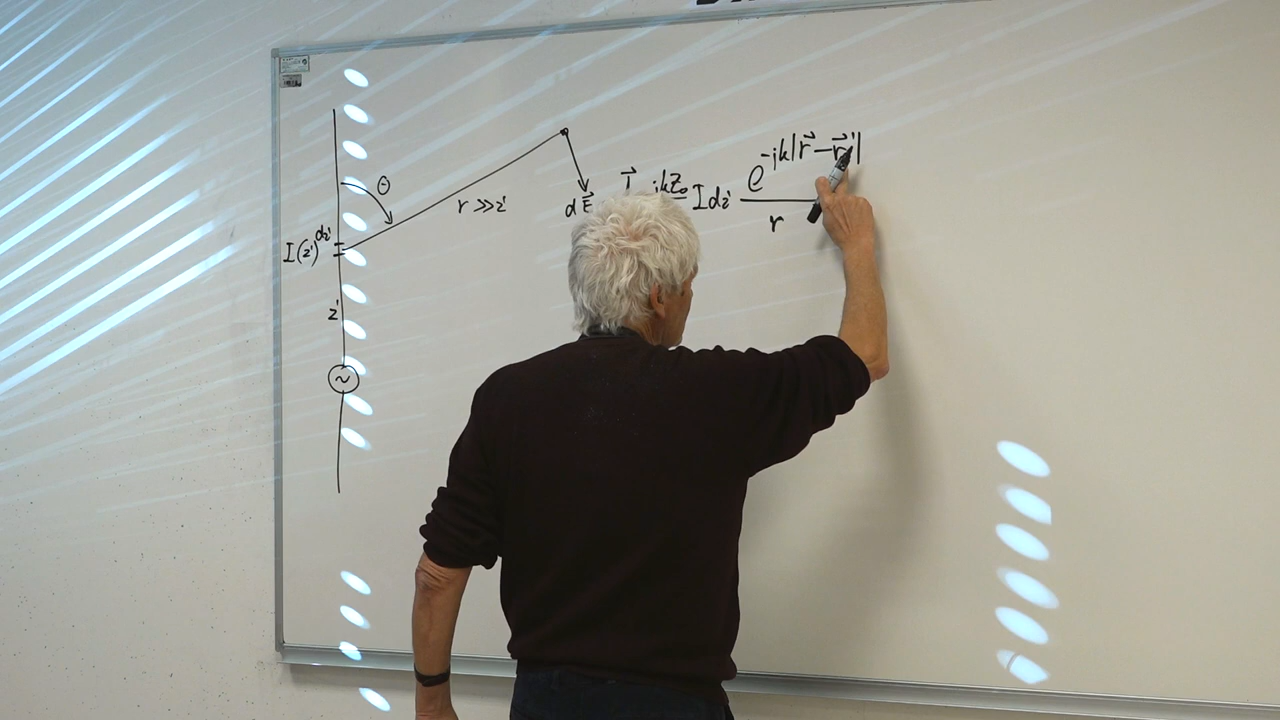 θ
r ≫ z'
dE⃗
jkZ₀ I dz' e^{-jk|r⃗-r⃗'|} / r
I(z') dz'
z'
~